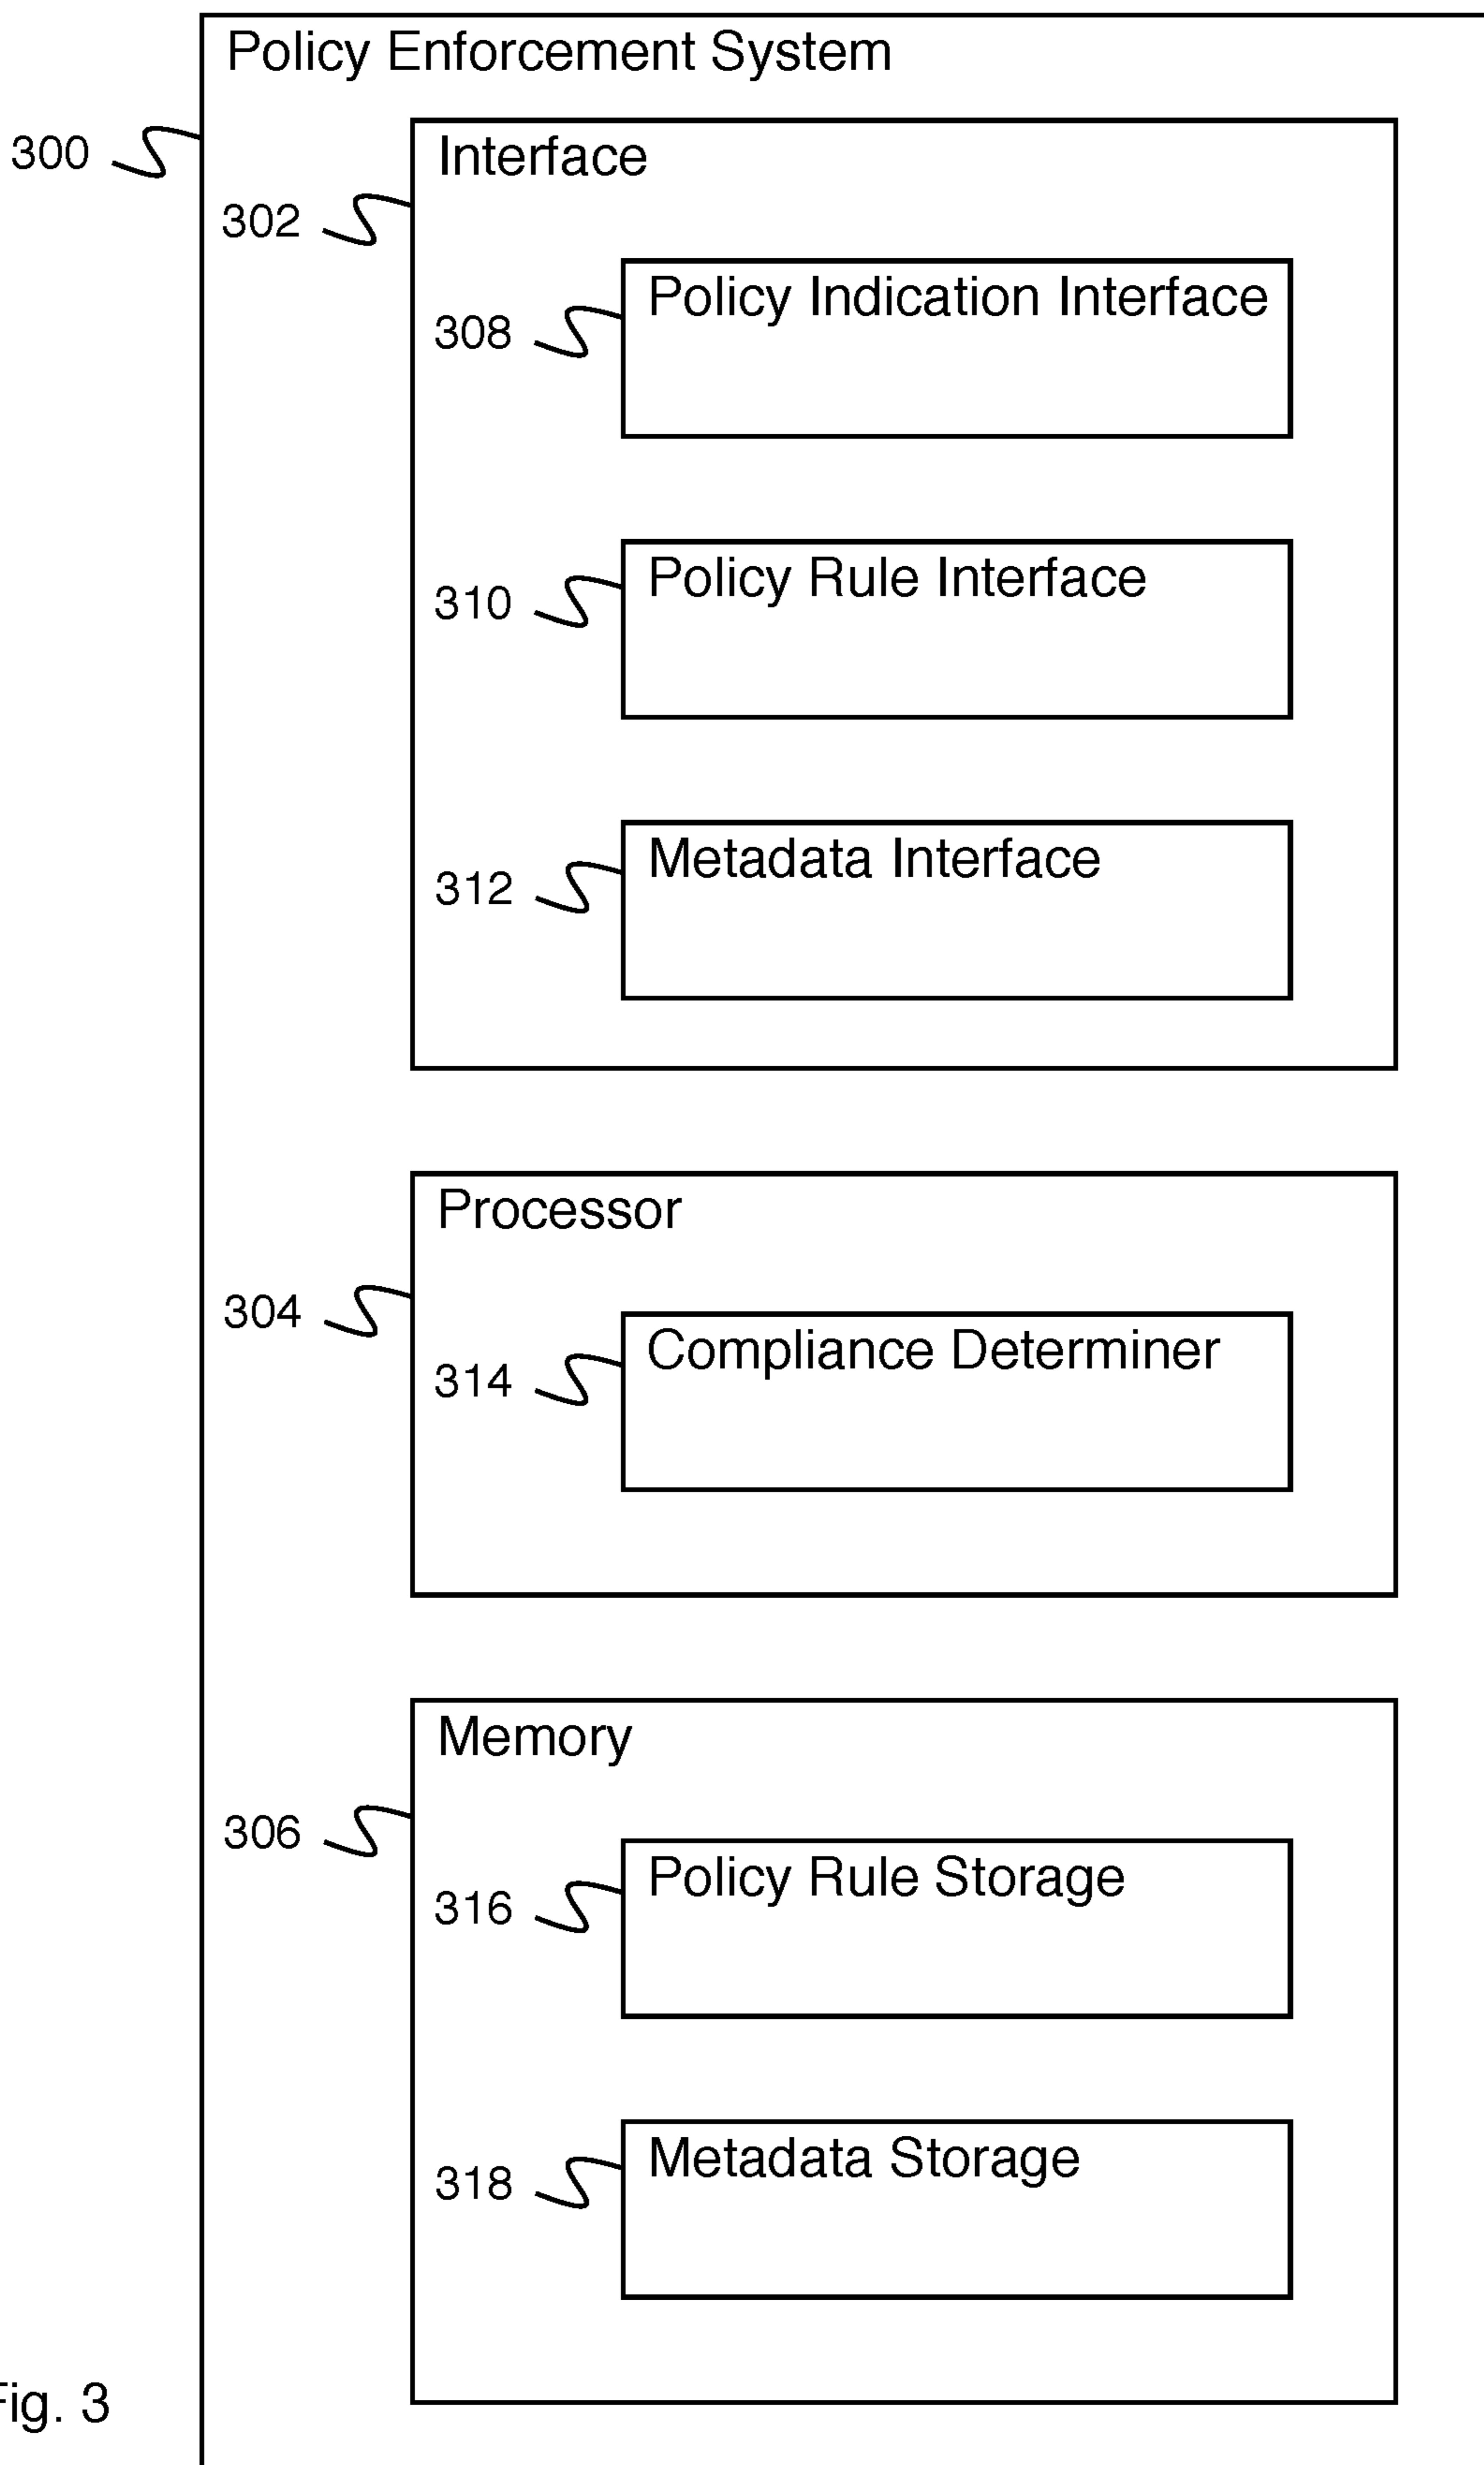 Policy Enforcement System
300
Interface
302
Policy Indication Interface
308
Policy Rule Interface
310
Metadata Interface
312
Processor
304
Compliance Determiner
314
Memory
306
Policy Rule Storage
316
Metadata Storage
318
Fig. 3